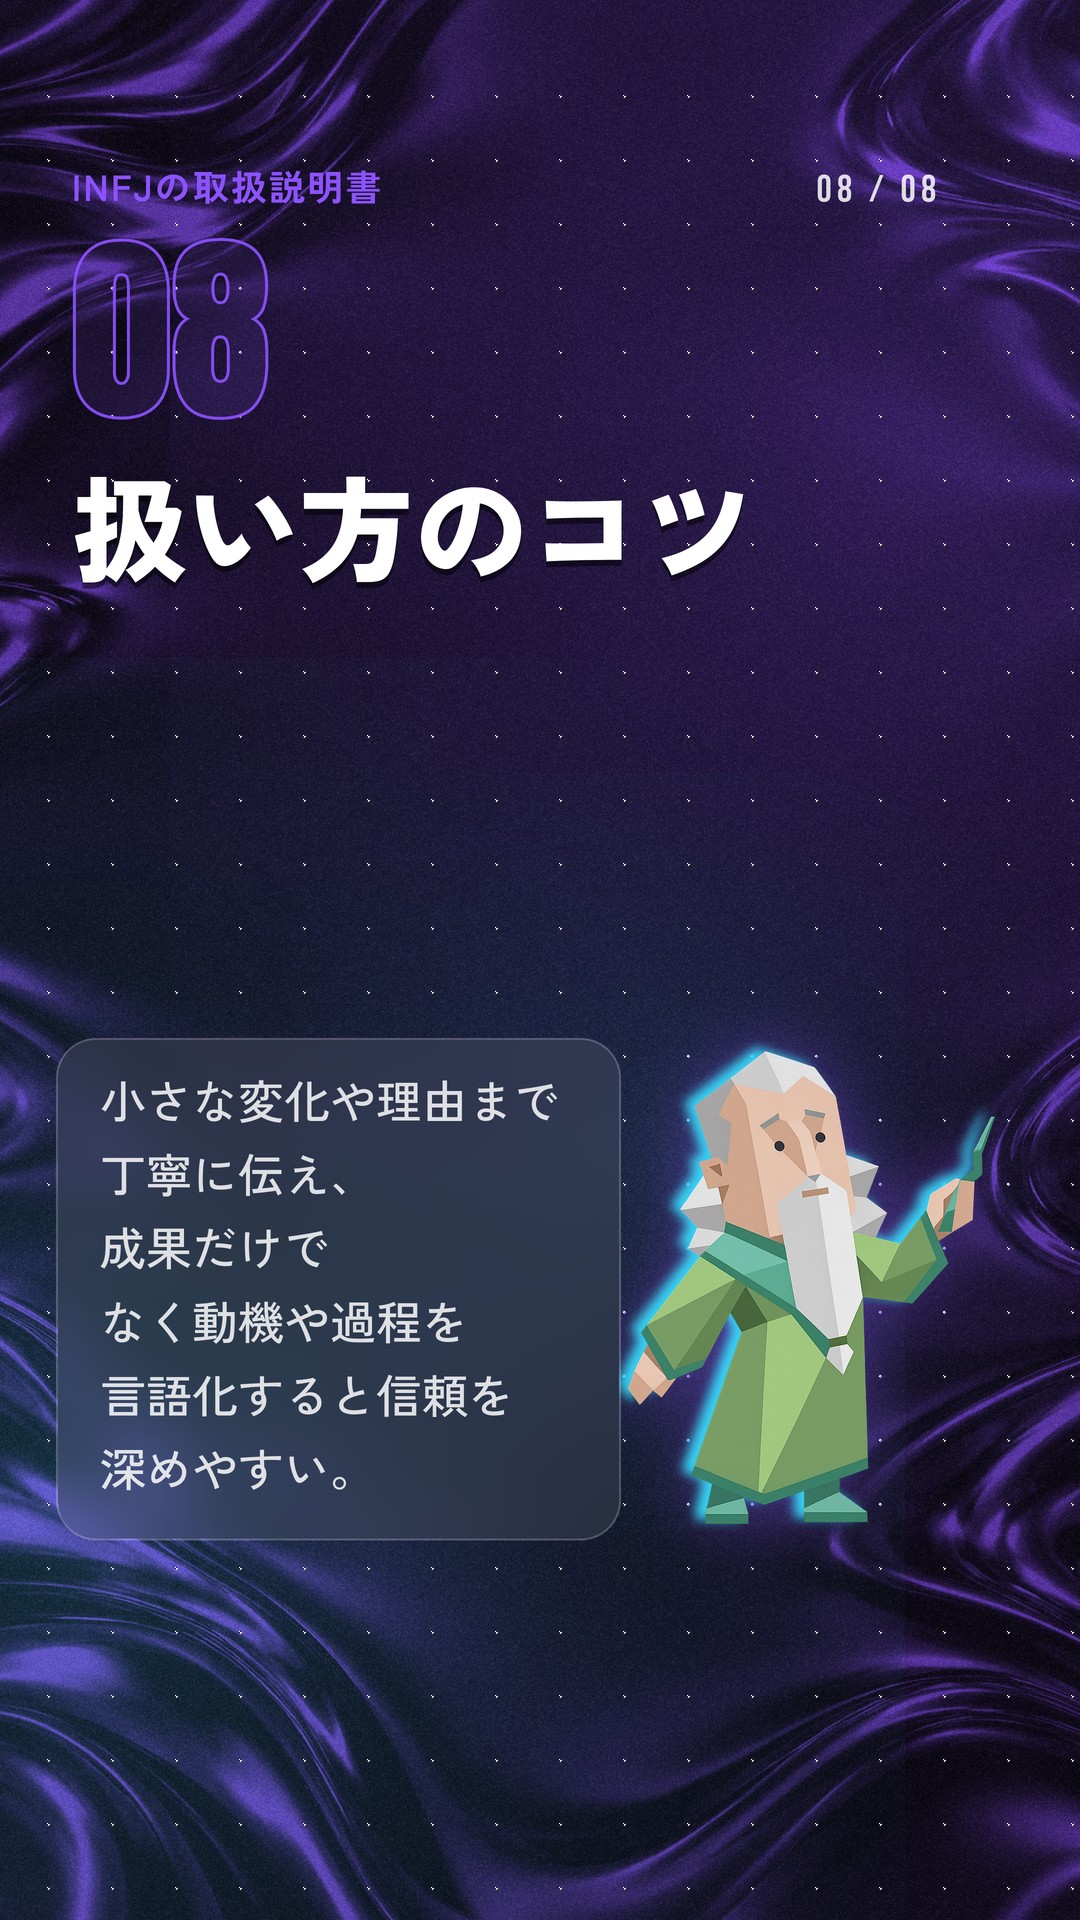 INFJの取扱説明書
08 / 08
08
扱い方のコツ
小さな変化や理由まで
丁寧に伝え、
成果だけで
なく動機や過程を
言語化すると信頼を
深めやすい。